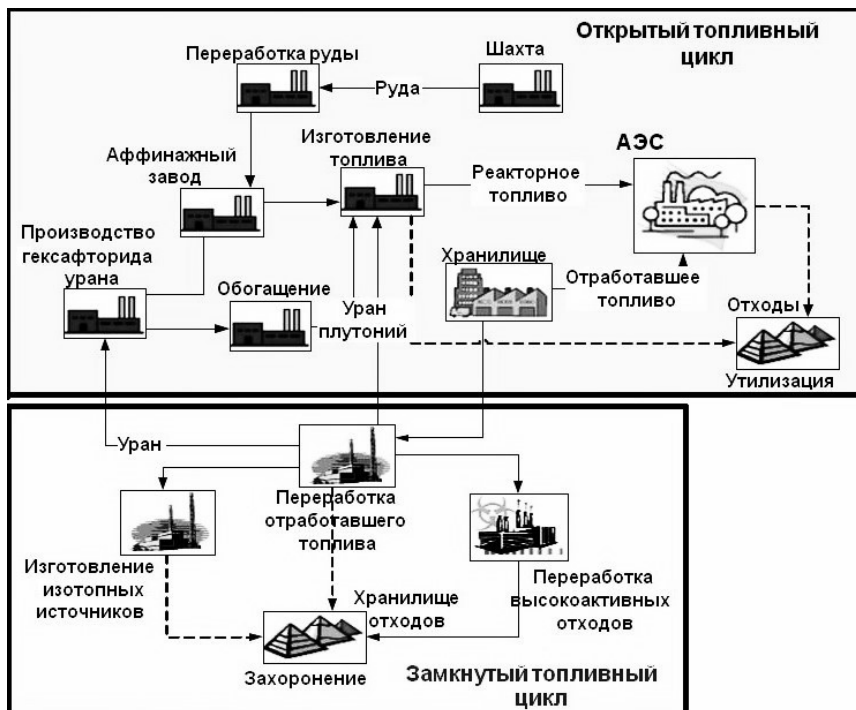 Открытый топливный
цикл
Переработка руды
Шахта
Руда
Изготовление
топлива
АЭС
Аффинажный
завод
Реакторное
топливо
Производство
гексафторида
урана
Хранилище
Обогащение
Уран
плутоний
Отработавшее
топливо
Отходы
Утилизация
Уран
Переработка
отработавшего
топлива
Изготовление
изотопных
источников
Хранилище
отходов
Переработка
высокоактивных
отходов
Захоронение
Замкнутый топливный
цикл